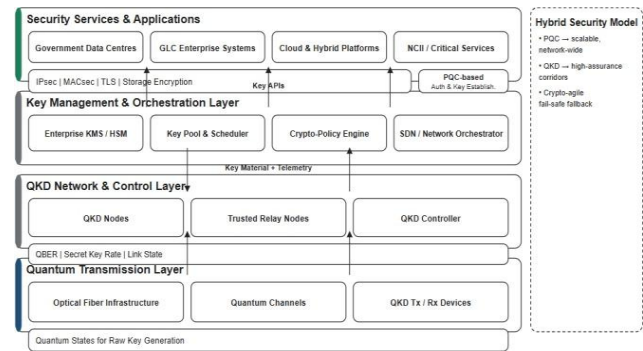 Security Services & Applications
Government Data Centres
GLC Enterprise Systems
Cloud & Hybrid Platforms
NCII / Critical Services
IPsec | MACsec | TLS | Storage Encryption
Key APIs
PQC-based
Auth & Key Establish.
Key Management & Orchestration Layer
Enterprise KMS / HSM
Key Pool & Scheduler
Crypto-Policy Engine
SDN / Network Orchestrator
Key Material + Telemetry
QKD Network & Control Layer
QKD Nodes
Trusted Relay Nodes
QKD Controller
QBER | Secret Key Rate | Link State
Quantum Transmission Layer
Optical Fiber Infrastructure
Quantum Channels
QKD Tx / Rx Devices
Quantum States for Raw Key Generation
Hybrid Security Model
• PQC → scalable,
network-wide
• QKD → high-assurance
corridors
• Crypto-agile
fail-safe fallback